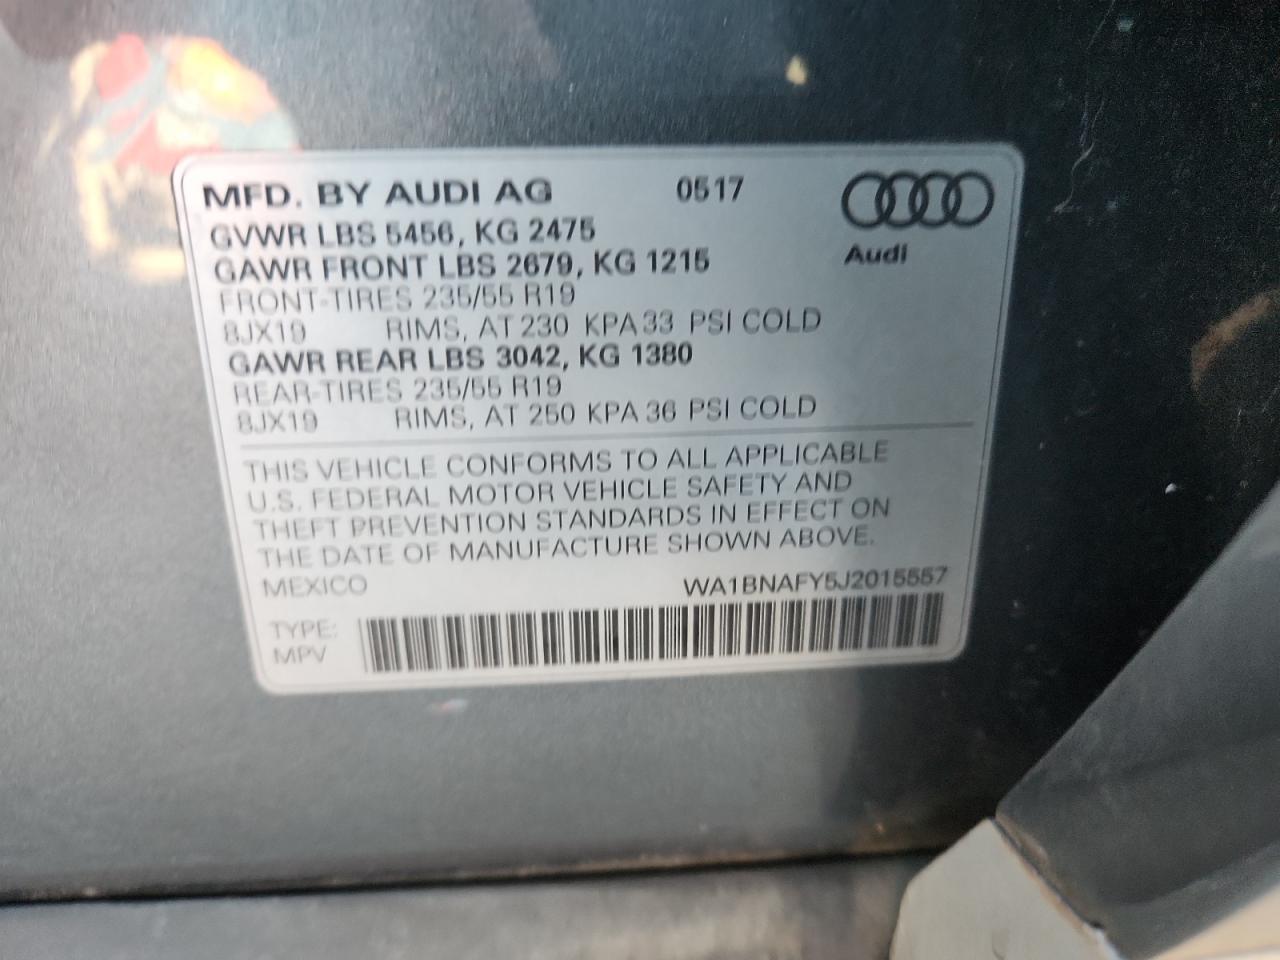 MFD. BY AUDI AG 0517
GVWR LBS 5456, KG 2475
GAWR FRONT LBS 2679, KG 1215
Audi
FRONT-TIRES 235/55 R19
8JX19 RIMS, AT 230 KPA 33 PSI COLD
GAWR REAR LBS 3042, KG 1380
REAR-TIRES 235/55 R19
8JX19 RIMS, AT 250 KPA 36 PSI COLD
THIS VEHICLE CONFORMS TO ALL APPLICABLE
U.S. FEDERAL MOTOR VEHICLE SAFETY AND
THEFT PREVENTION STANDARDS IN EFFECT ON
THE DATE OF MANUFACTURE SHOWN ABOVE.
MEXICO WA1BNAFY5J2015557
TYPE:
MPV